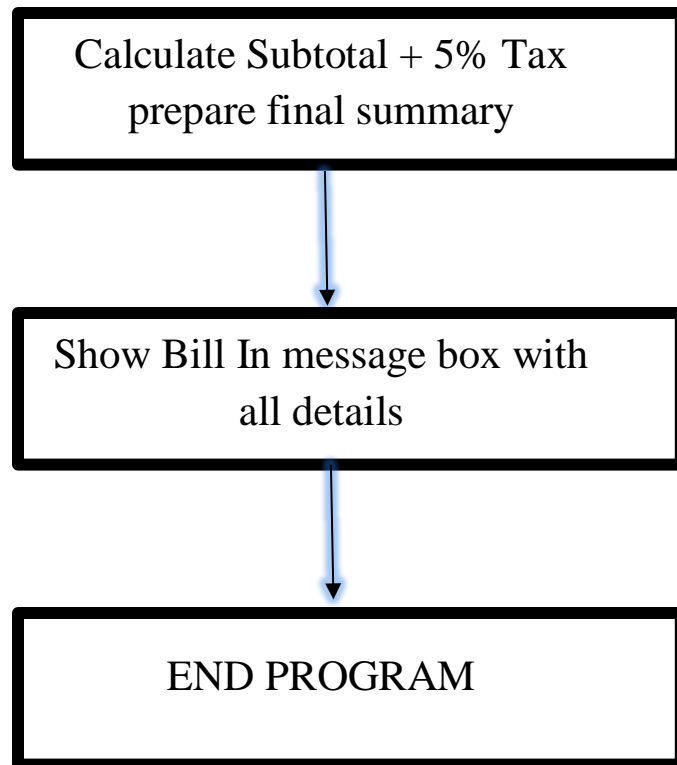 Calculate Subtotal + 5% Tax
prepare final summary
Show Bill In message box with
all details
END PROGRAM